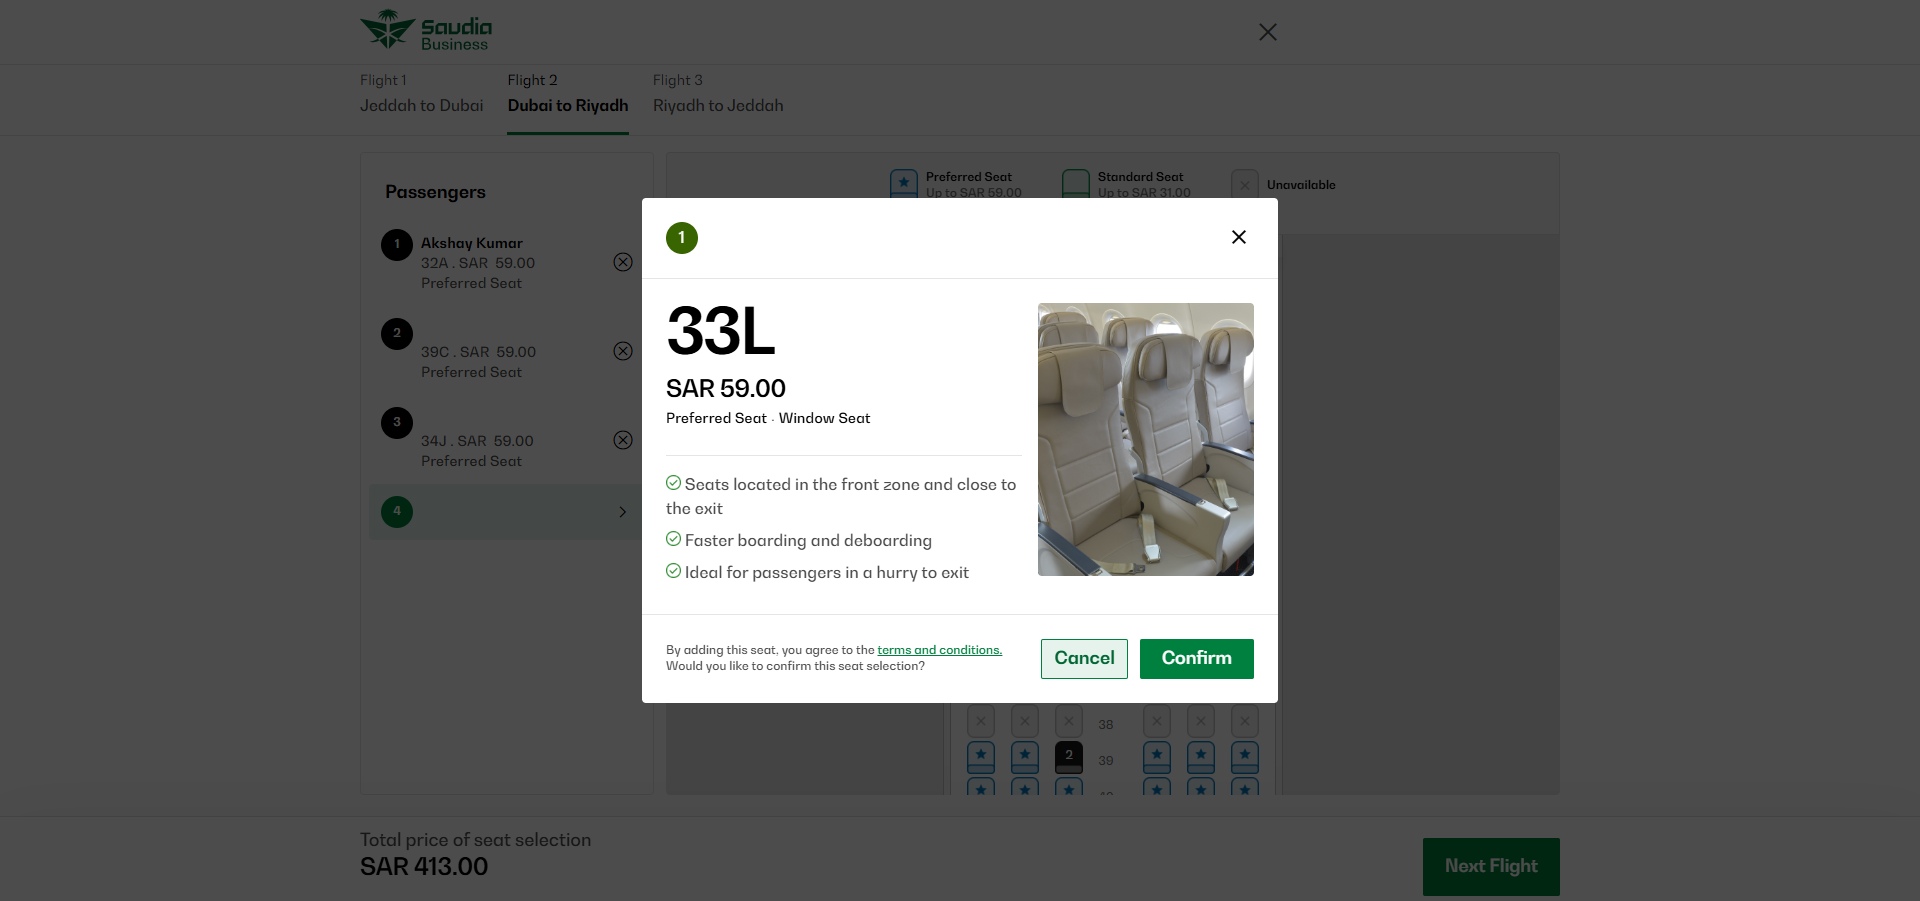 Saudia
Business
Flight 1
Jeddah to Dubai
Flight 2
Dubai to Riyadh
Flight 3
Riyadh to Jeddah
Passengers
1
Akshay Kumar
32A . SAR 59.00
Preferred Seat
2
39C . SAR 59.00
Preferred Seat
3
34J . SAR 59.00
Preferred Seat
4
Preferred Seat
Up to SAR 59.00
Standard Seat
Up to SAR 31.00
Unavailable
1
33L
SAR 59.00
Preferred Seat · Window Seat
Seats located in the front zone and close to
the exit
Faster boarding and deboarding
Ideal for passengers in a hurry to exit
By adding this seat, you agree to the terms and conditions.
Would you like to confirm this seat selection?
Cancel
Confirm
38
2
39
Total price of seat selection
SAR 413.00
Next Flight